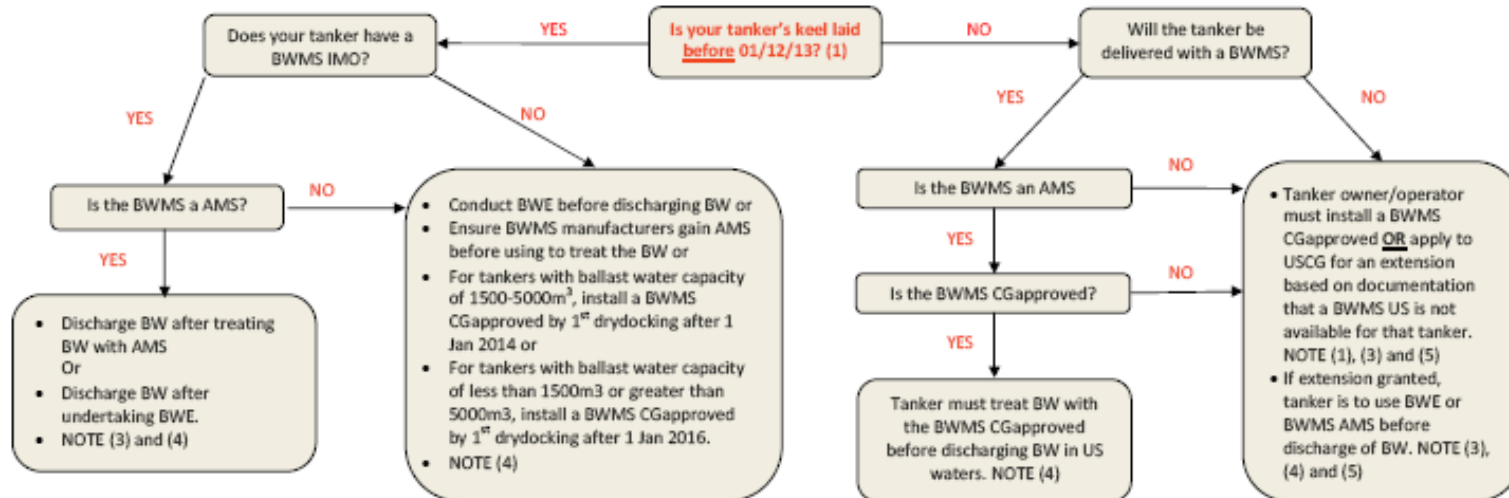 Does your tanker have a
BWMS IMO?
YES
Is your tanker's keel laid
before 01/12/13? (1)
NO
Will the tanker be
delivered with a BWMS?
YES
NO
YES
NO
Is the BWMS a AMS?
NO
YES
• Discharge BW after treating
BW with AMS
Or
• Discharge BW after
undertaking BWE.
• NOTE (3) and (4)
• Conduct BWE before discharging BW or
• Ensure BWMS manufacturers gain AMS
before using to treat the BW or
• For tankers with ballast water capacity
of 1500-5000m³, install a BWMS
CGapproved by 1st drydocking after 1
Jan 2014 or
• For tankers with ballast water capacity
of less than 1500m3 or greater than
5000m3, install a BWMS CGapproved
by 1st drydocking after 1 Jan 2016.
• NOTE (4)
Is the BWMS an AMS
NO
YES
Is the BWMS CGapproved?
NO
YES
Tanker must treat BW with
the BWMS CGapproved
before discharging BW in US
waters. NOTE (4)
• Tanker owner/operator
must install a BWMS
CGapproved OR apply to
USCG for an extension
based on documentation
that a BWMS US is not
available for that tanker.
NOTE (1), (3) and (5)
• If extension granted,
tanker is to use BWE or
BWMS AMS before
discharge of BW. NOTE (3),
(4) and (5)